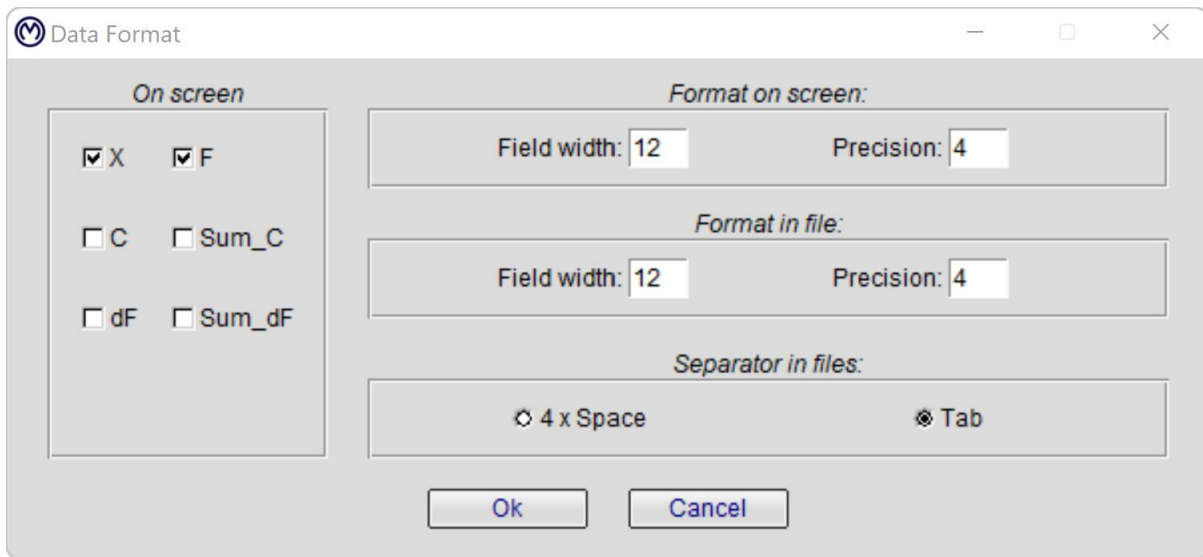 Data Format
On screen
X F
C Sum_C
dF Sum_dF
Format on screen:
Field width: 12 Precision: 4
Format in file:
Field width: 12 Precision: 4
Separator in files:
4 x Space Tab
Ok Cancel